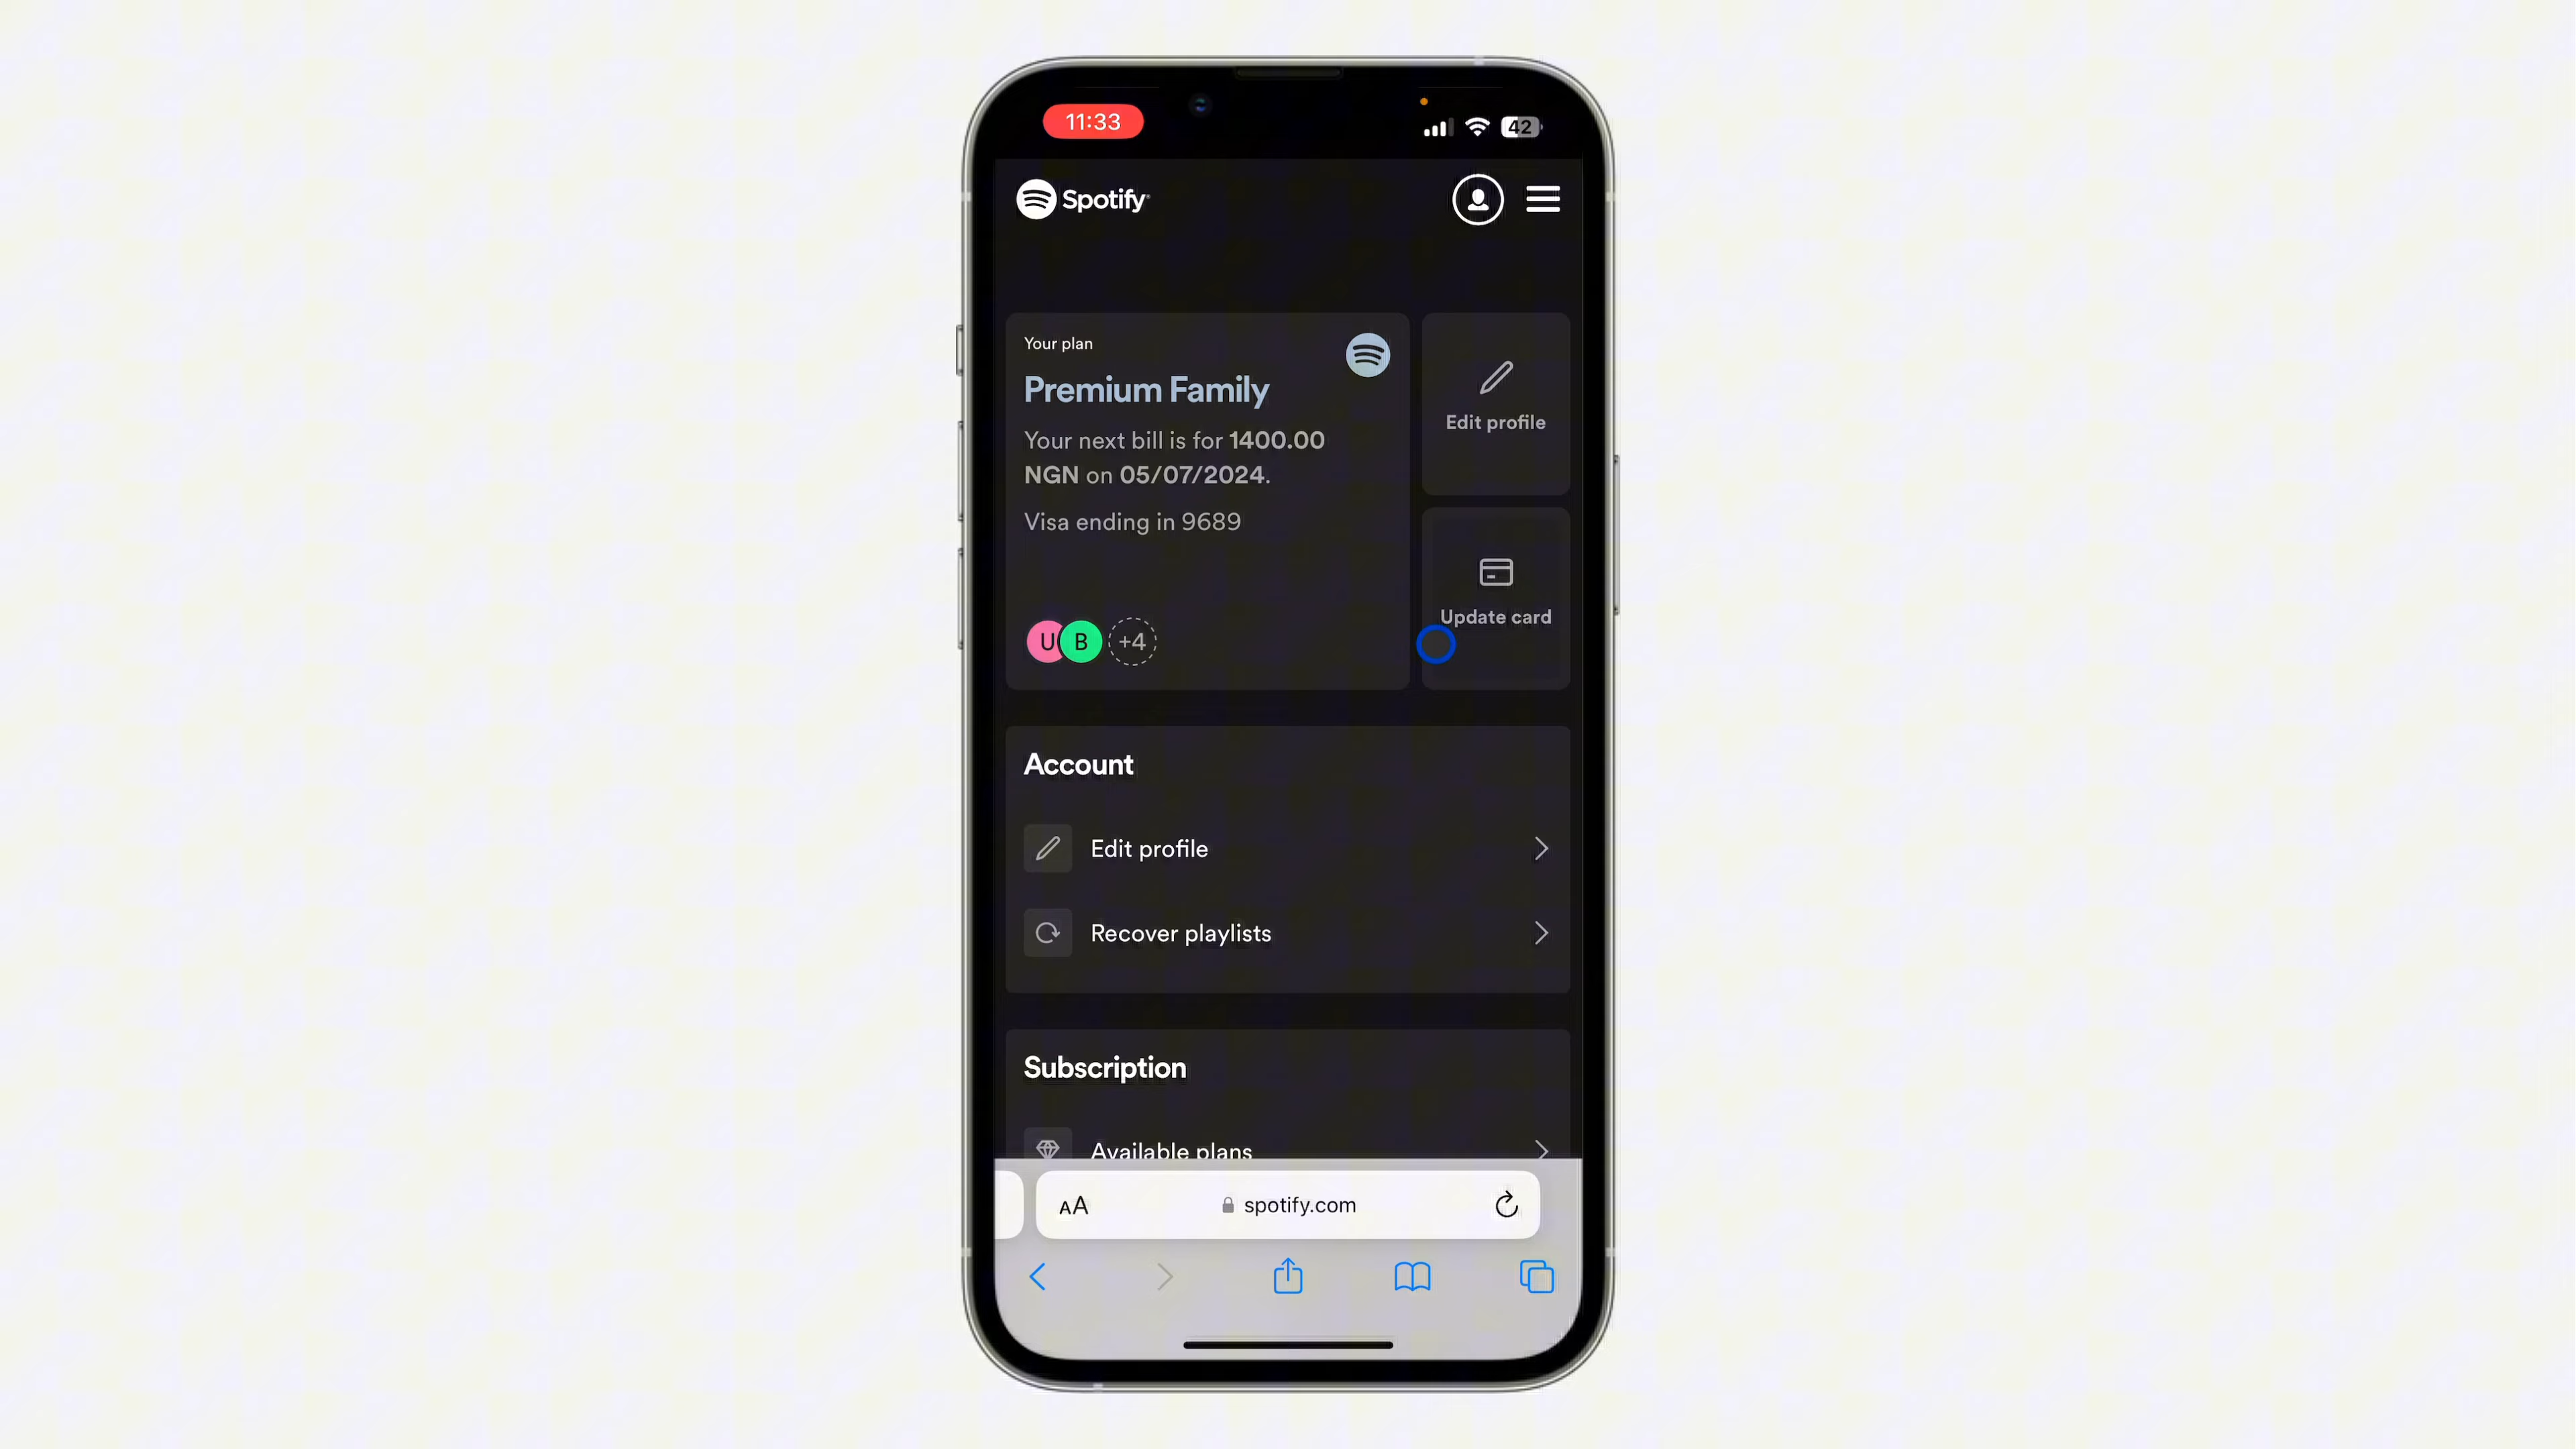 11:33
42
Spotify
Your plan
Premium Family
Edit profile
Your next bill is for 1400.00
NGN on 05/07/2024.
Visa ending in 9689
Update card
U B +4
Account
Edit profile
Recover playlists
Subscription
Available plans
AA spotify.com